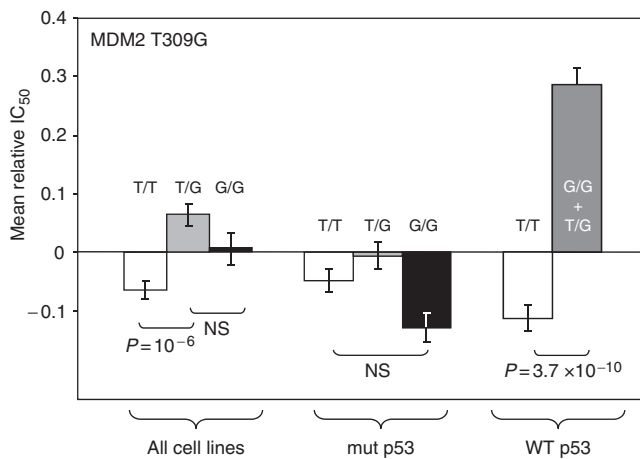 MDM2 T309G
Mean relative IC50
0.4
0.3
0.2
0.1
0
−0.1
T/T T/G G/G
T/T T/G G/G
T/T
G/G
+
T/G
P=10−6
NS
NS
P=3.7 ×10−10
All cell lines
mut p53
WT p53